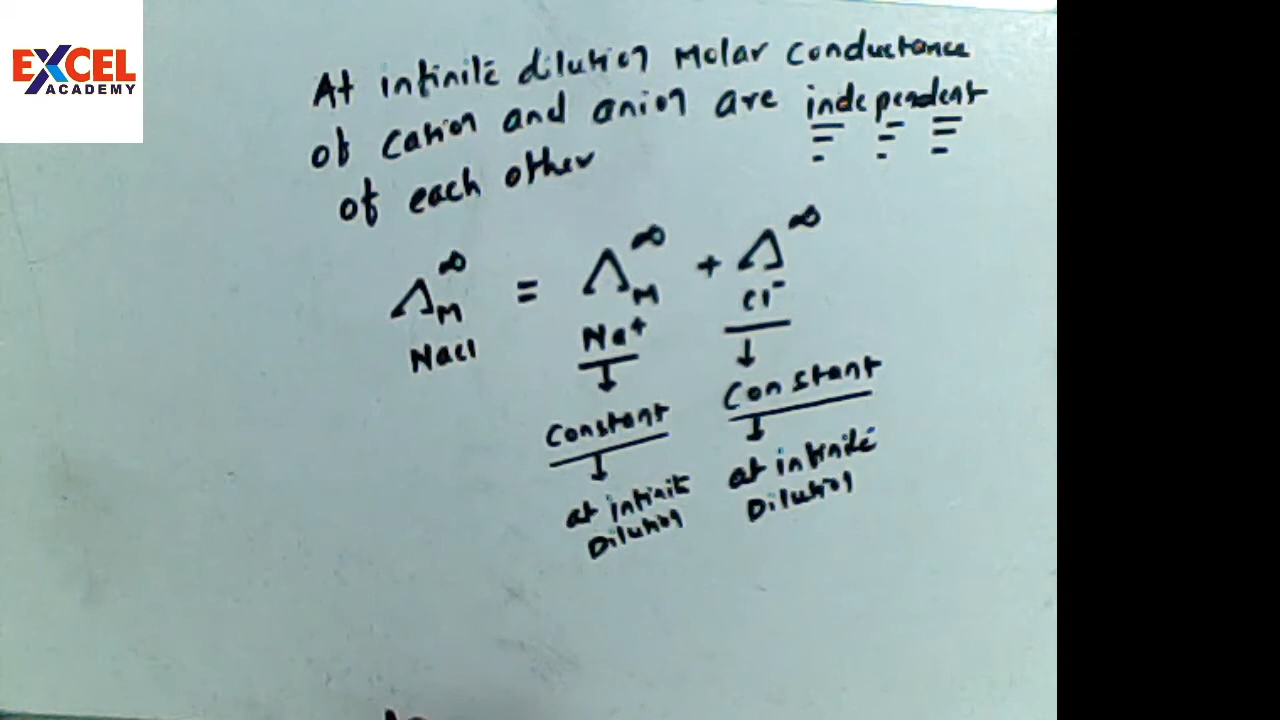 EXCEL
ACADEMY
At infinite dilution Molar Conductance
of cation and anion are independent
of each other
Λ∞M = Λ∞M + Λ∞
NaCl Na+ Cl-
↓ ↓
Constant Constant
↓ ↓
at infinite at infinite
Dilution Dilution